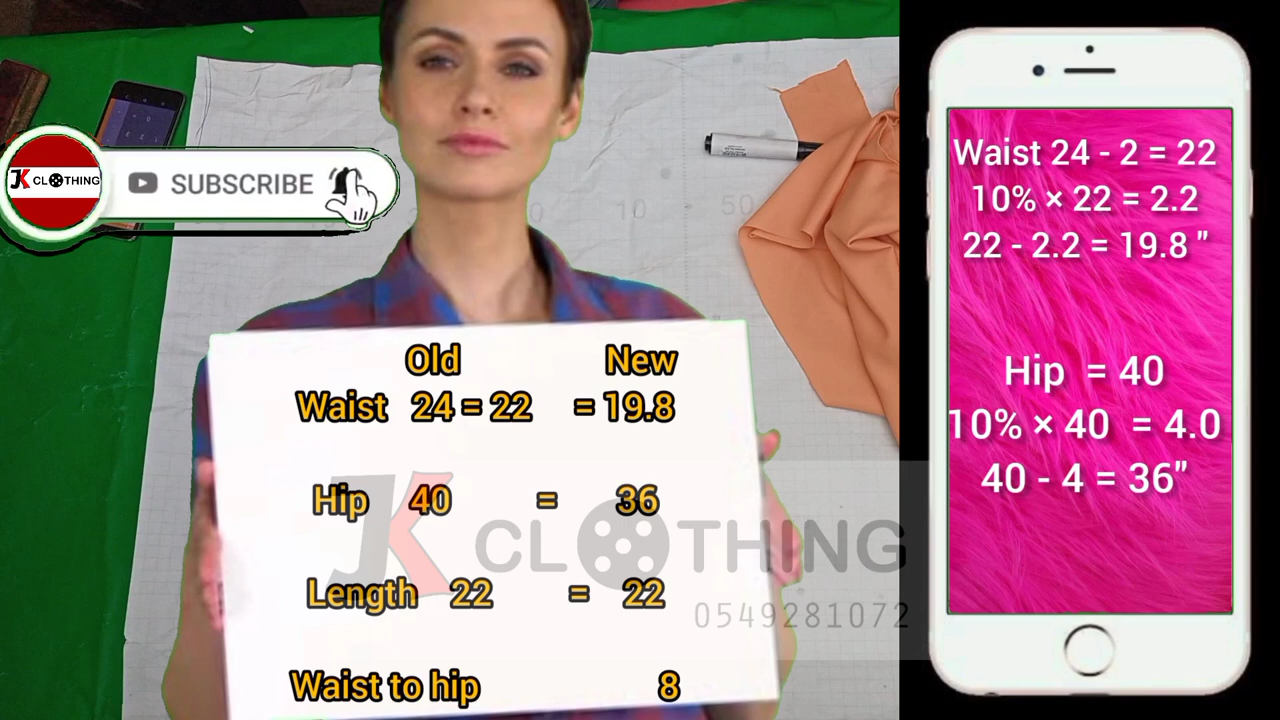 JK CLOTHING
SUBSCRIBE
Old New
Waist 24 = 22 = 19.8
Hip 40 = 36
Length 22 = 22
Waist to hip 8
JK CLOTHING
0549281072
10 50
Waist 24 - 2 = 22
10% × 22 = 2.2
22 - 2.2 = 19.8 ”
Hip = 40
10% × 40 = 4.0
40 - 4 = 36”